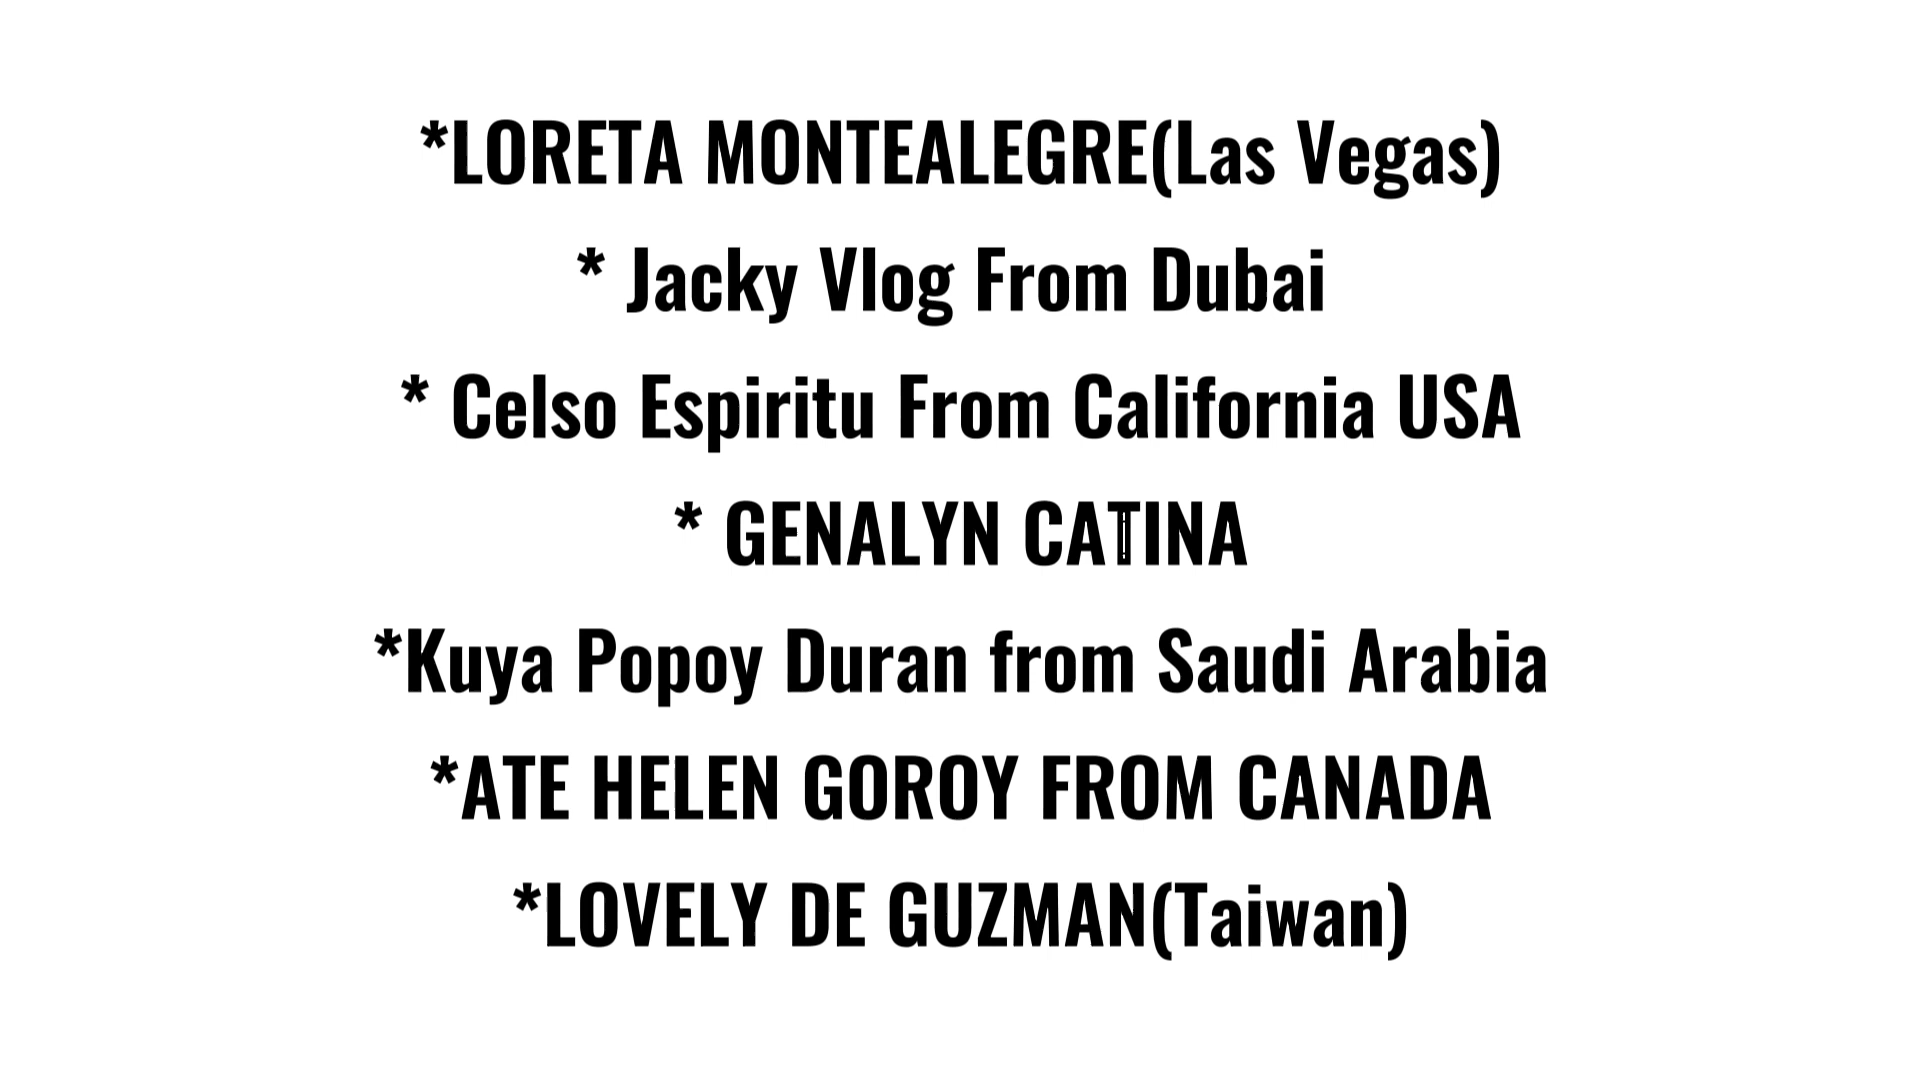 *LORETA MONTEALEGRE(Las Vegas)
* Jacky Vlog From Dubai
* Celso Espiritu From California USA
* GENALYN CATINA
*Kuya Popoy Duran from Saudi Arabia
*ATE HELEN GOROY FROM CANADA
*LOVELY DE GUZMAN(Taiwan)